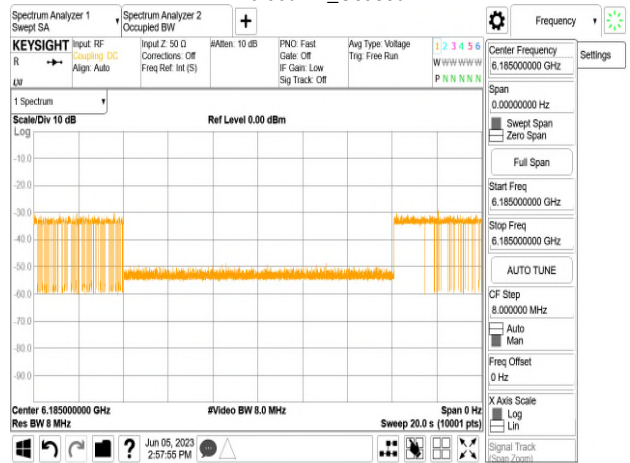 Spectrum Analyzer 1
Swept SA
Spectrum Analyzer 2
Occupied BW
+
Frequency
KEYSIGHT
R
Input: RF
Coupling: DC
Align: Auto
Input Z: 50 Ω
Corrections: Off
Freq Ref: Int (S)
#Atten: 10 dB
PNO: Fast
Gate: Off
IF Gain: Low
Sig Track: Off
Avg Type: Voltage
Trig: Free Run
1 2 3 4 5 6
W W W W W W
P N N N N N
Settings
Center Frequency
6.185000000 GHz
Span
0.00000000 Hz
Swept Span
Zero Span
Full Span
Start Freq
6.185000000 GHz
Stop Freq
6.185000000 GHz
AUTO TUNE
CF Step
8.000000 MHz
Auto
Man
Freq Offset
0 Hz
X Axis Scale
Log
Lin
Signal Track
(Span Zoom)
1 Spectrum
Scale/Div 10 dB
Ref Level 0.00 dBm
Log
-10.0
-20.0
-30.0
-40.0
-50.0
-60.0
-70.0
-80.0
-90.0
Center 6.185000000 GHz
#Video BW 8.0 MHz
Span 0 Hz
Res BW 8 MHz
Sweep 20.0 s (10001 pts)
?
Jun 05, 2023
2:57:55 PM